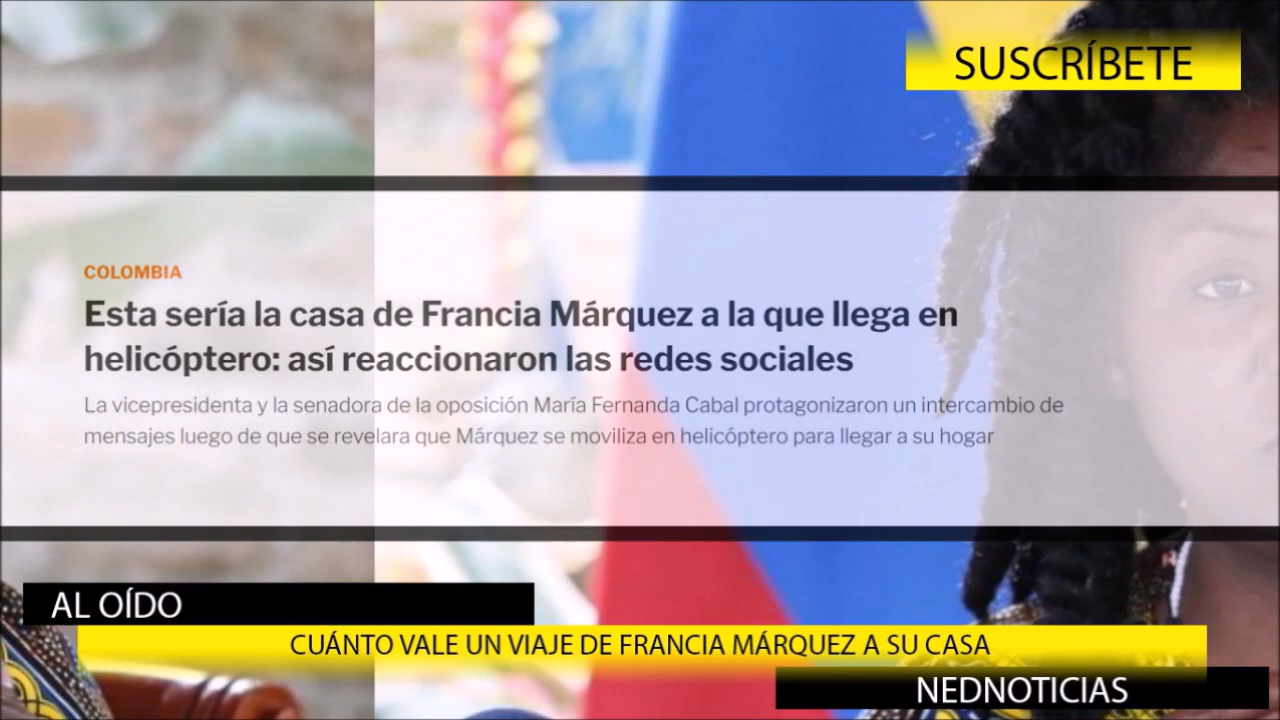 SUSCRÍBETE
COLOMBIA
Esta sería la casa de Francia Márquez a la que llega en
helicóptero: así reaccionaron las redes sociales
La vicepresidenta y la senadora de la oposición María Fernanda Cabal protagonizaron un intercambio de
mensajes luego de que se revelara que Márquez se moviliza en helicóptero para llegar a su hogar
AL OÍDO
CUÁNTO VALE UN VIAJE DE FRANCIA MÁRQUEZ A SU CASA
NEDNOTICIAS